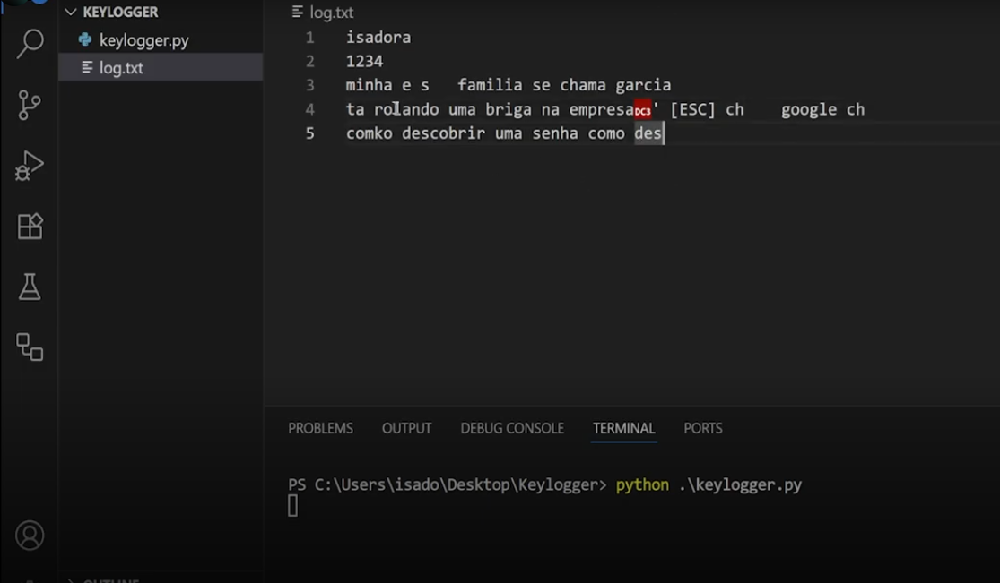 KEYLOGGER
keylogger.py
log.txt
log.txt
1 isadora
2 1234
3 minha e s   familia se chama garcia
4 ta rolando uma briga na empresaDC3' [ESC] ch    google ch
5 comko descobrir uma senha como des
PROBLEMS OUTPUT DEBUG CONSOLE TERMINAL PORTS
PS C:\Users\isado\Desktop\Keylogger> python .\keylogger.py
OUTLINE